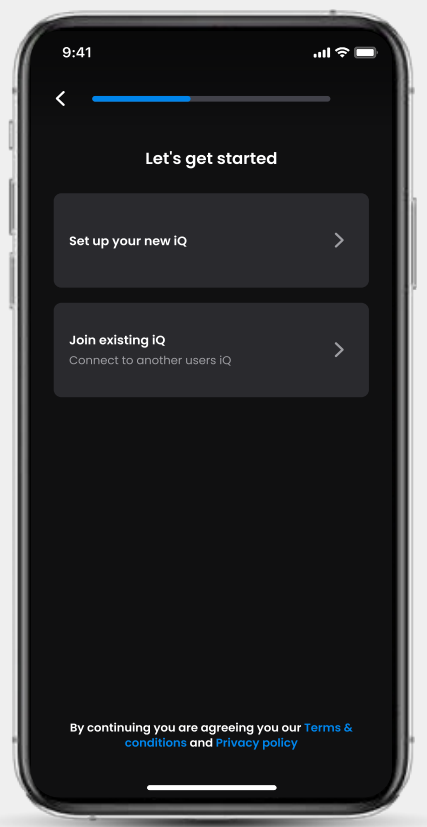 9:41
Let's get started
Set up your new iQ
Join existing iQ
Connect to another users iQ
By continuing you are agreeing you our Terms &
conditions and Privacy policy